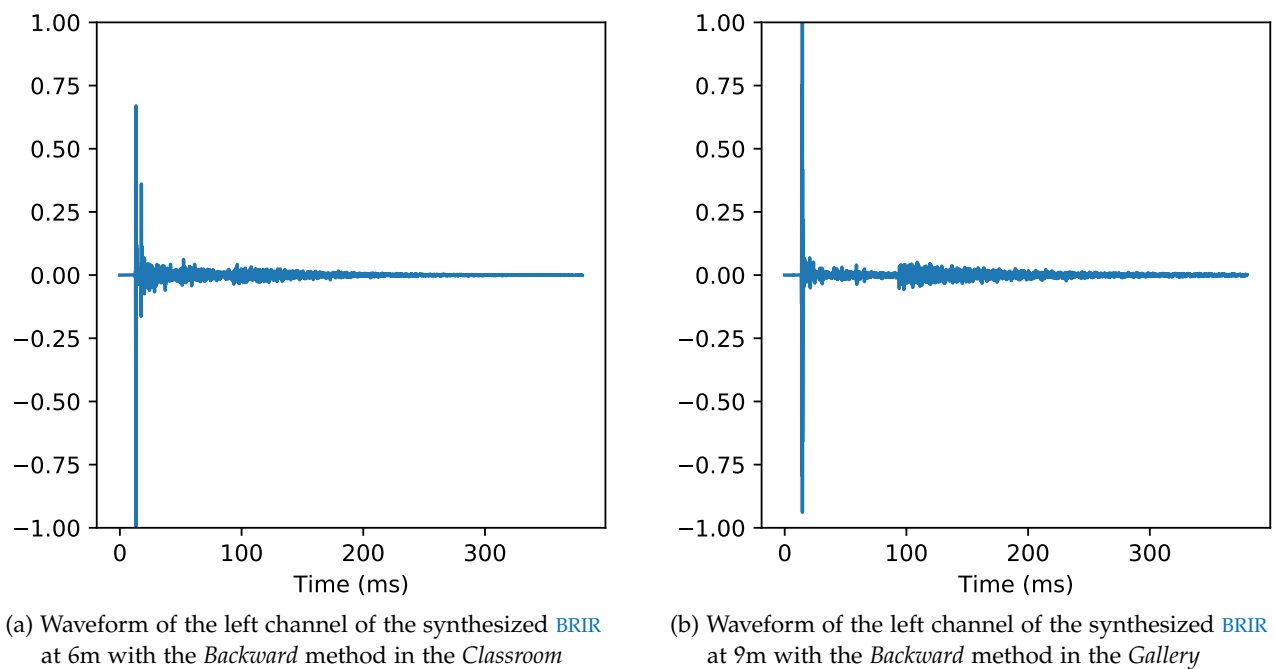 1.00
0.75
0.50
0.25
0.00
−0.25
−0.50
−0.75
−1.00
0 100 200 300
Time (ms)
(a) Waveform of the left channel of the synthesized BRIR
at 6m with the Backward method in the Classroom
1.00
0.75
0.50
0.25
0.00
−0.25
−0.50
−0.75
−1.00
0 100 200 300
Time (ms)
(b) Waveform of the left channel of the synthesized BRIR
at 9m with the Backward method in the Gallery